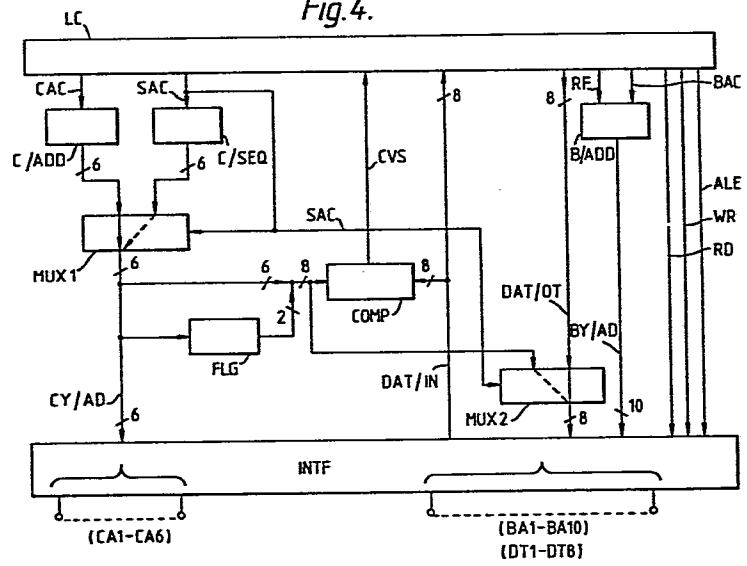 Fig.4.
LC
CAC
SAC
8
8
RF
BAC
C/ADD
6
6
C/SEQ
CVS
B/ADD
ALE
SAC
WR
MUX1
6
RD
6
8
8
2
COMP
DAT/OT
FLG
BY/AD
CY/AD
DAT/IN
MUX2
6
8
10
INTF
(CA1-CA6)
(BA1-BA10)
(DT1-DT8)